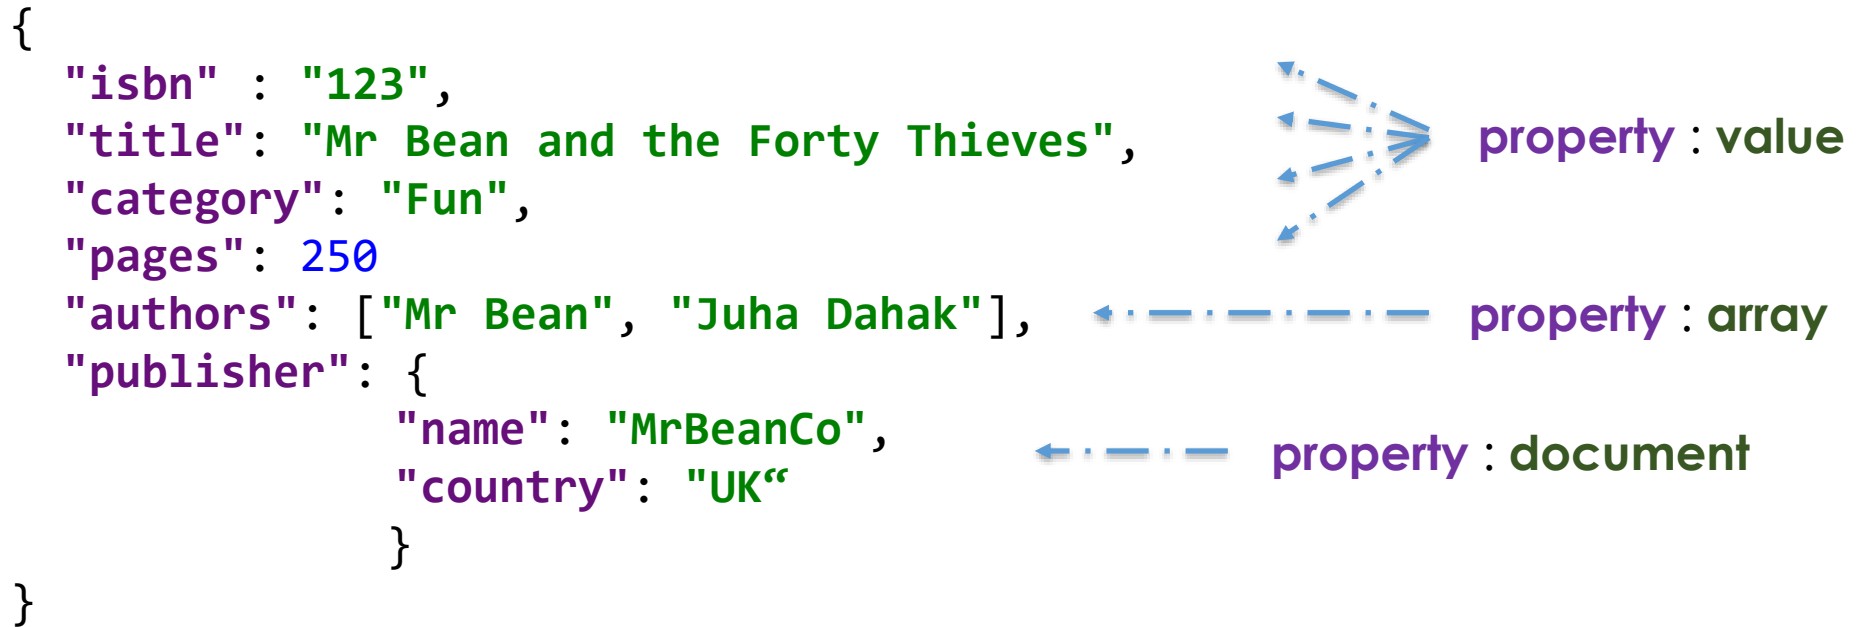 {
"isbn" : "123",
"title": "Mr Bean and the Forty Thieves",
"category": "Fun",
"pages": 250
"authors": ["Mr Bean", "Juha Dahak"],
"publisher": {
"name": "MrBeanCo",
"country": "UK“
}
}
property : value
property : array
property : document